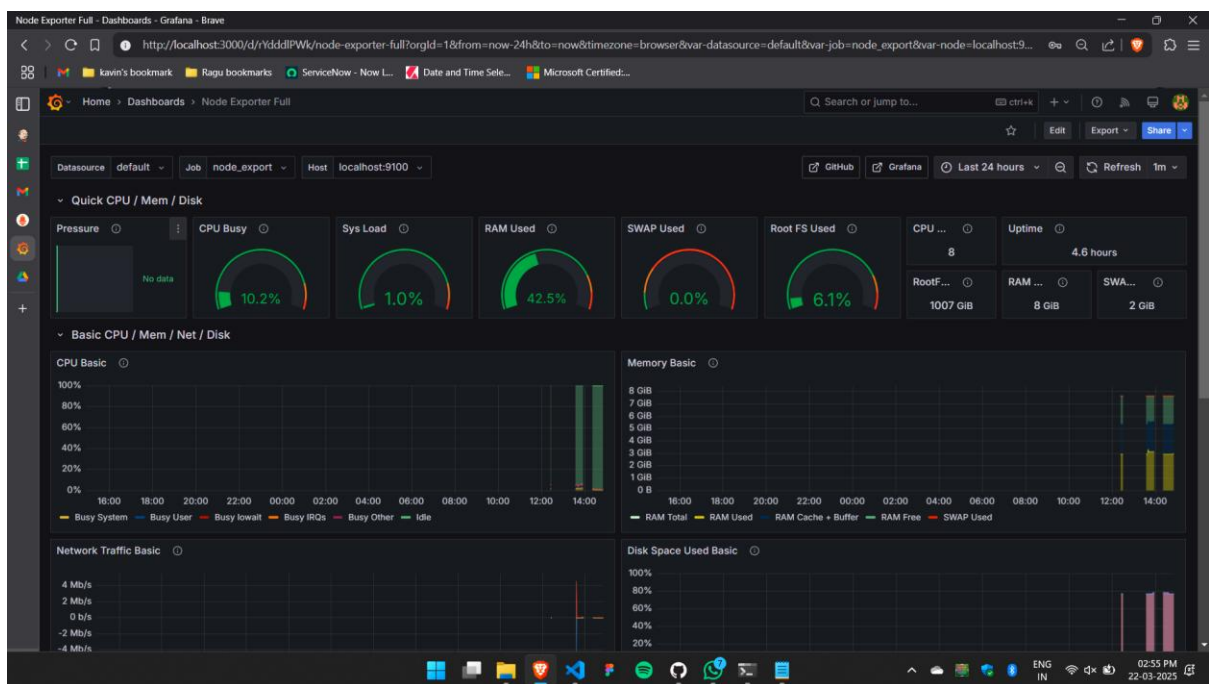 Node Exporter Full - Dashboards - Grafana - Brave
http://localhost:3000/d/rYdddlPWk/node-exporter-full?orgId=1&from=now-24h&to=now&timezone=browser&var-datasource=default&var-job=node_export&var-node=localhost:9...
kavin's bookmark Ragu bookmarks ServiceNow - Now L... Date and Time Sele... Microsoft Certified:...
Home > Dashboards > Node Exporter Full Search or jump to... ctrl+k
Edit Export Share
Datasource default Job node_export Host localhost:9100 GitHub Grafana Last 24 hours Refresh 1m
Quick CPU / Mem / Disk
Pressure CPU Busy Sys Load RAM Used SWAP Used Root FS Used CPU ... Uptime
8 4.6 hours
No data
RootF... RAM ... SWA...
10.2% 1.0% 42.5% 0.0% 6.1%
1007 GiB 8 GiB 2 GiB
Basic CPU / Mem / Net / Disk
CPU Basic
100%
80%
60%
40%
20%
0%
16:00 18:00 20:00 22:00 00:00 02:00 04:00 06:00 08:00 10:00 12:00 14:00
Busy System Busy User Busy Iowait Busy IRQs Busy Other Idle
Memory Basic
8 GiB
7 GiB
6 GiB
5 GiB
4 GiB
3 GiB
2 GiB
1 GiB
0 B
16:00 18:00 20:00 22:00 00:00 02:00 04:00 06:00 08:00 10:00 12:00 14:00
RAM Total RAM Used RAM Cache + Buffer RAM Free SWAP Used
Network Traffic Basic
4 Mb/s
2 Mb/s
0 b/s
-2 Mb/s
-4 Mb/s
Disk Space Used Basic
100%
80%
60%
40%
20%
7
ENG
IN
02:55 PM
22-03-2025